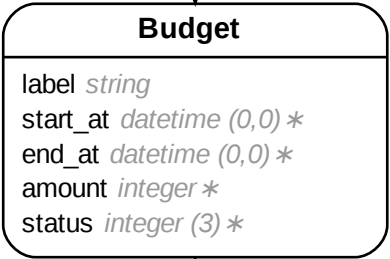 Budget
label string
start_at datetime (0,0) ∗
end_at datetime (0,0) ∗
amount integer ∗
status integer (3) ∗